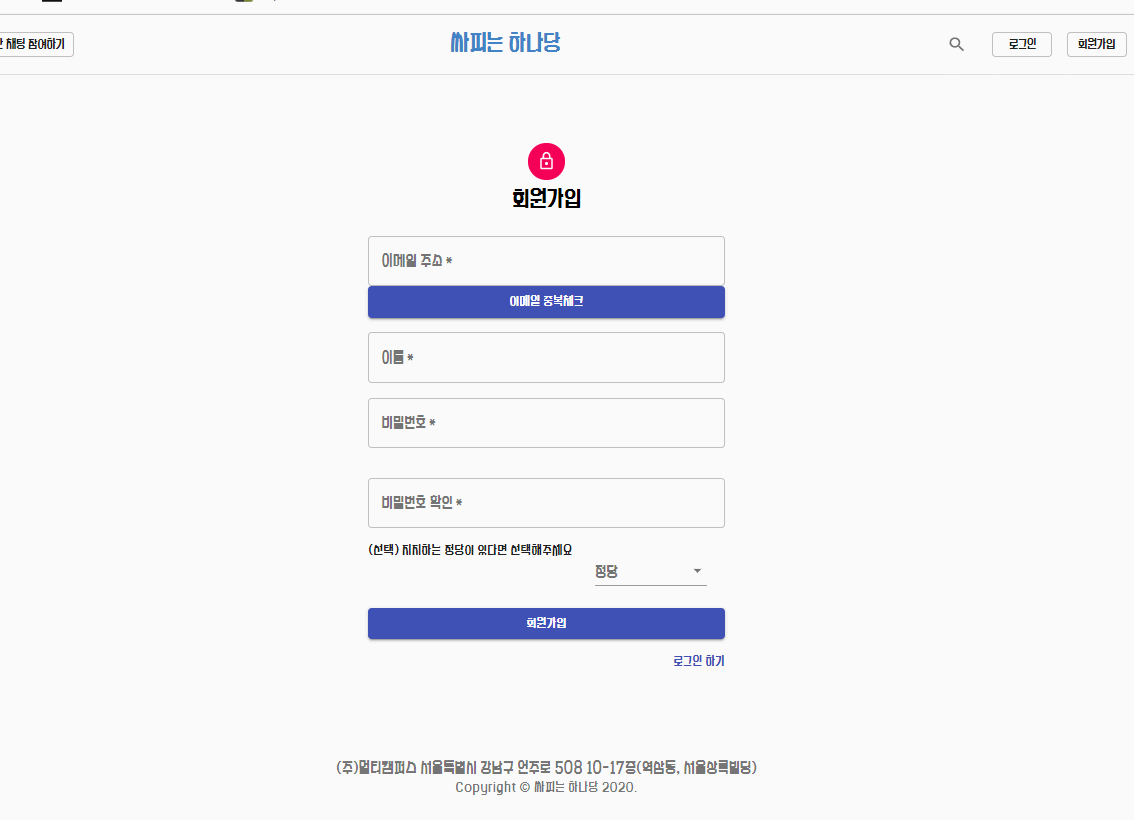 채팅 참여하기
싸피는 하나당
로그인
회원가입
회원가입
이메일 주소 *
이메일 중복체크
이름 *
비밀번호 *
비밀번호 확인 *
(선택) 지지하는 정당이 있다면 선택해주세요
정당
회원가입
로그인 하기
(주)멀티캠퍼스 서울특별시 강남구 언주로 508 10-17층(역삼동, 서울상록빌딩)
Copyright © 싸피는 하나당 2020.